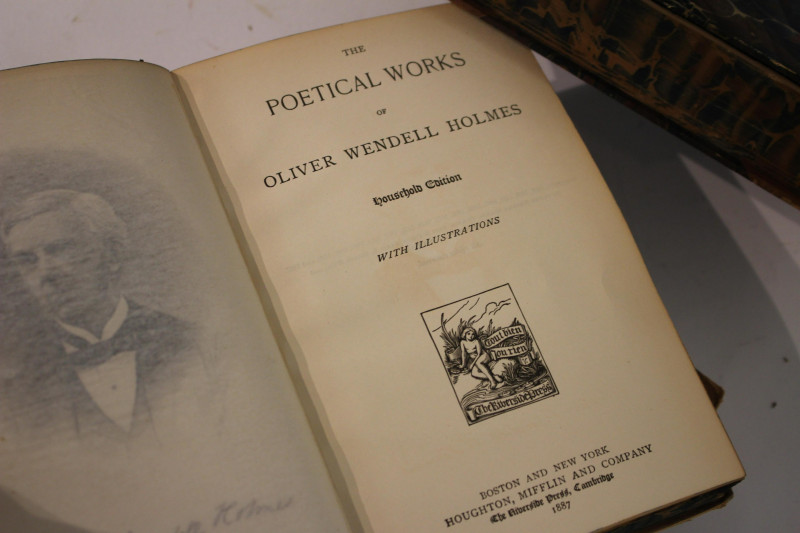 THE
POETICAL WORKS
OF
OLIVER WENDELL HOLMES
Household Edition
WITH ILLUSTRATIONS
Tout bien
ou rien
The Riverside Press
BOSTON AND NEW YORK
HOUGHTON, MIFFLIN AND COMPANY
The Riverside Press, Cambridge
1887
Holmes